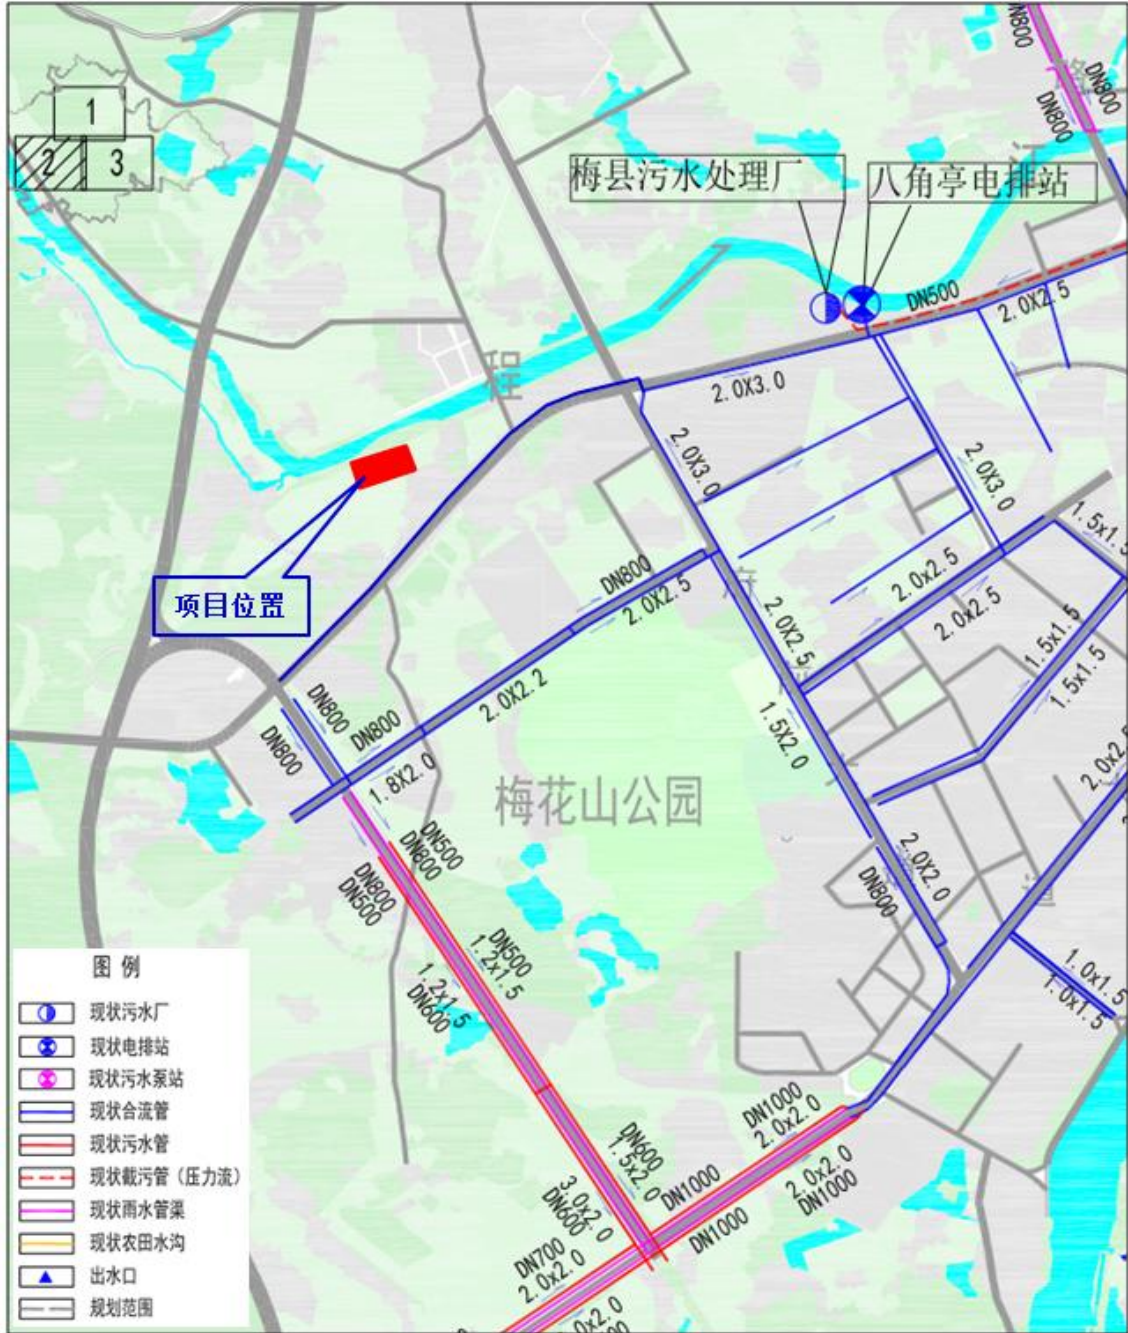 DN800
DN800
DN800
隆
江
1
2
3
梅县污水处理厂
八角亭电排站
DN500
2.0X2.5
程
2.0X3.0
2.0X3.0
2.0X3.0
1.5x1.5
项目位置
DN800
2.0X2.5
府
2.0x2.5
2.0x2.5
2.0X2.5
1.5x1.5
1.5x1.5
DN800
DN800
DN800
1.8X2.0
2.0X2.2
1.5X2.0
2.0x2.5
梅花山公园
DN500
DN800
DN800
DN500
2.0X2.0
DN800
道
DN500
1.2x1.5
1.2x1.5
DN600
1.0x1.5
1.0x1.5
DN1000
2.0x2.0
DN600
1.5x2.0
DN1000
2.0x2.0
DN1000
3.0x2.0
DN600
DN1000
DN700
2.0x2.0
图 例
现状污水厂
现状电排站
现状污水泵站
现状合流管
现状污水管
现状截污管（压力流）
现状雨水管渠
现状农田水沟
出水口
规划范围